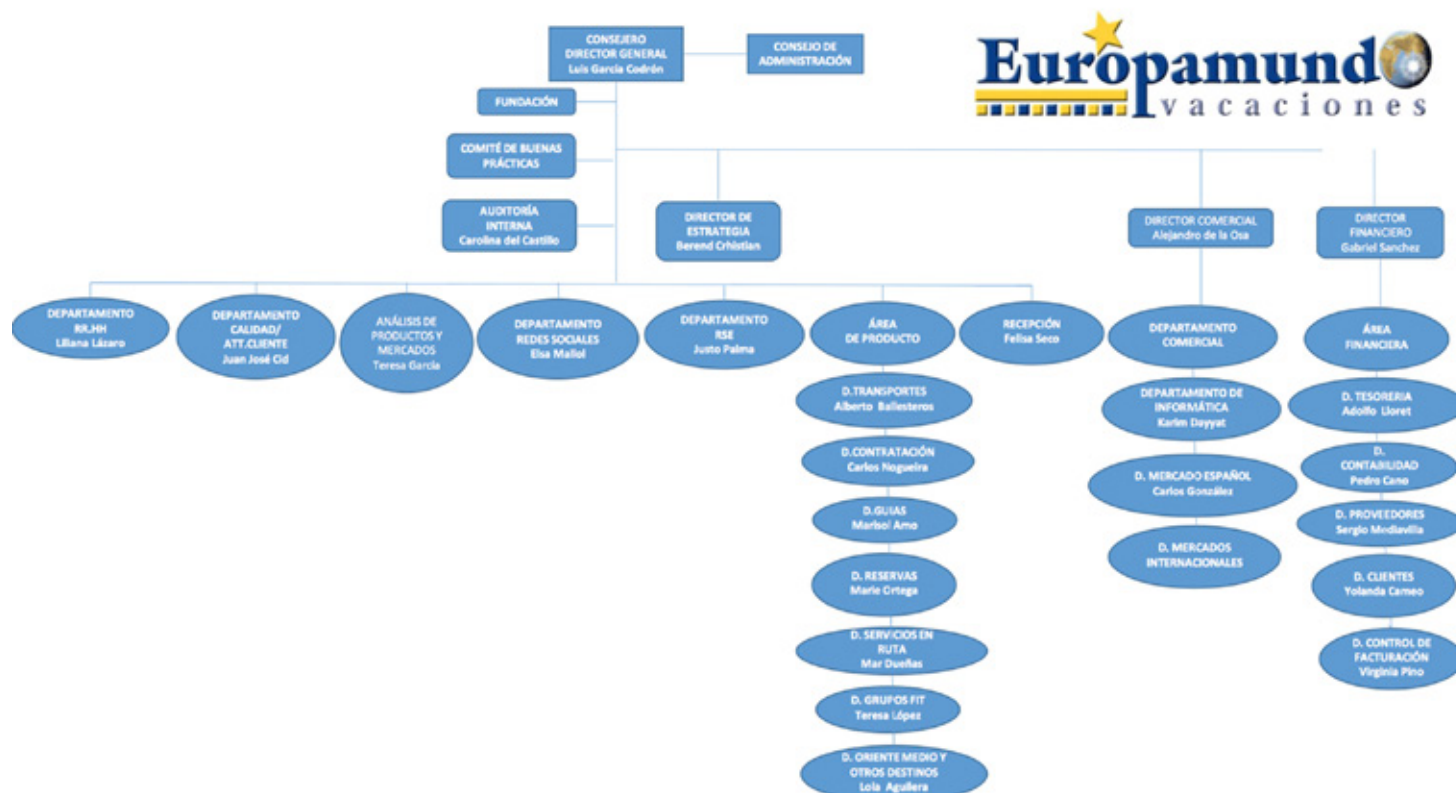 CONSEJERO
DIRECTOR GENERAL
Luis García Codrón
CONSEJO DE
ADMINISTRACIÓN
Europamundo
vacaciones
FUNDACIÓN
COMITÉ DE BUENAS
PRÁCTICAS
AUDITORÍA
INTERNA
Carolina del Castillo
DIRECTOR DE
ESTRATEGIA
Berend Crhistian
DIRECTOR COMERCIAL
Alejandro de la Osa
DIRECTOR
FINANCIERO
Gabriel Sanchez
DEPARTAMENTO
RR.HH
Liliana Lázaro
DEPARTAMENTO
CALIDAD/
ATT.CLIENTE
Juan José Cid
ANÁLISIS DE
PRODUCTOS Y
MERCADOS
Teresa García
DEPARTAMENTO
REDES SOCIALES
Elsa Mallol
DEPARTAMENTO
RSE
Justo Palma
ÁREA
DE PRODUCTO
RECEPCIÓN
Felisa Seco
DEPARTAMENTO
COMERCIAL
ÁREA
FINANCIERA
D.TRANSPORTES
Alberto Ballesteros
D.CONTRATACIÓN
Carlos Nogueira
D.GUIAS
Marisol Amo
D. RESERVAS
Marie Ortega
D. SERVICIOS EN
RUTA
Mar Dueñas
D. GRUPOS FIT
Teresa López
D. ORIENTE MEDIO Y
OTROS DESTINOS
Lola Aguilera
DEPARTAMENTO DE
INFORMÁTICA
Karim Dayyat
D. MERCADO ESPAÑOL
Carlos González
D. MERCADOS
INTERNACIONALES
D. TESORERIA
Adolfo Lloret
D.
CONTABILIDAD
Pedro Cano
D. PROVEEDORES
Sergio Mediavilla
D. CLIENTES
Yolanda Cameo
D. CONTROL DE
FACTURACIÓN
Virginia Pino